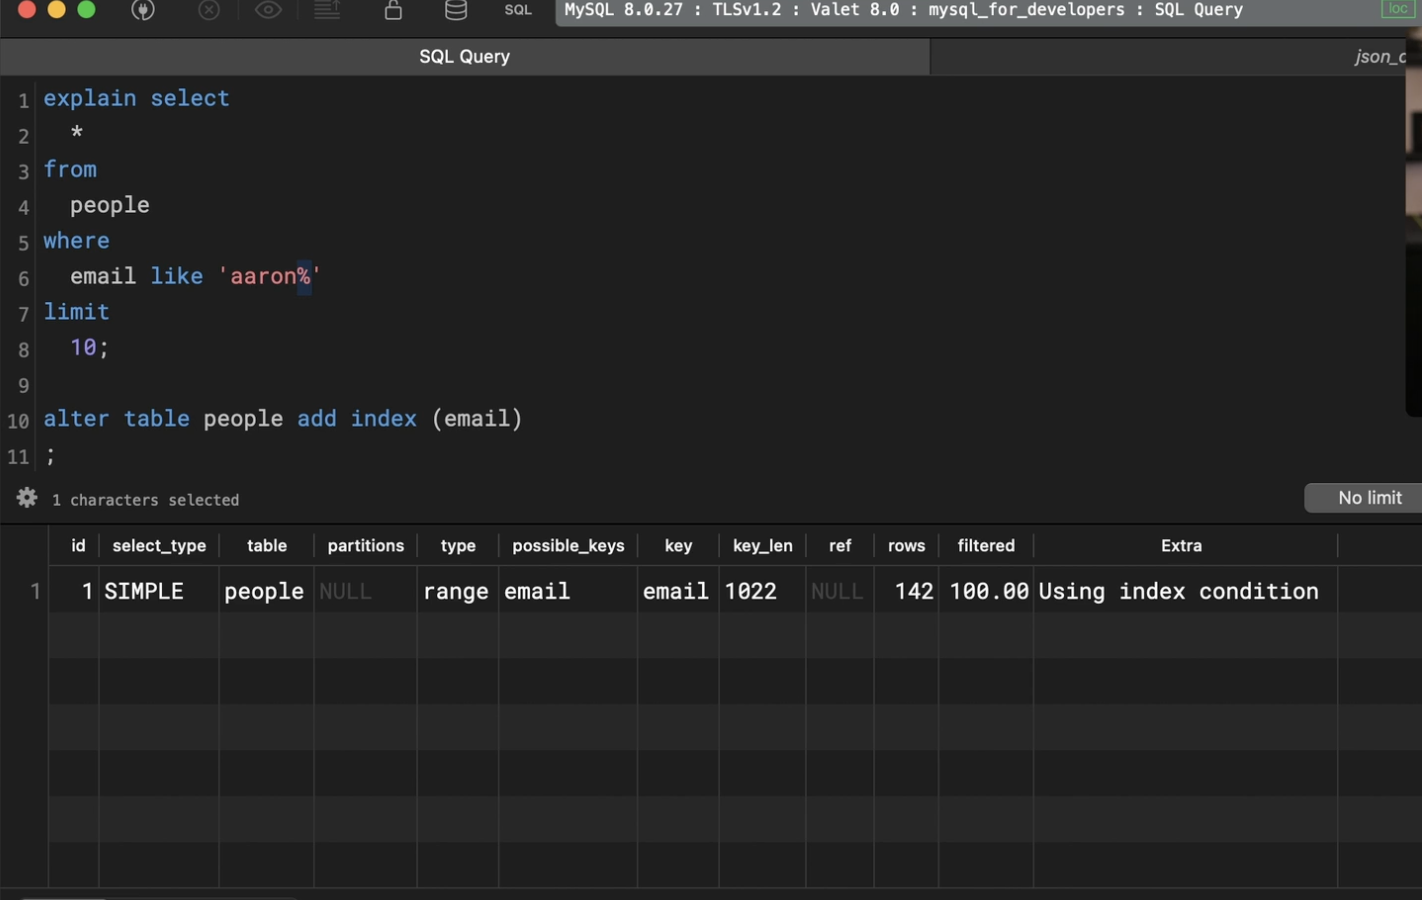 SQL MySQL 8.0.27 : TLSv1.2 : Valet 8.0 : mysql_for_developers : SQL Query loc
SQL Query json_c
1 explain select
2 *
3 from
4 people
5 where
6 email like 'aaron%'
7 limit
8 10;
9
10 alter table people add index (email)
11 ;
1 characters selected No limit
id select_type table partitions type possible_keys key key_len ref rows filtered Extra
1 1 SIMPLE people NULL range email email 1022 NULL 142 100.00 Using index condition